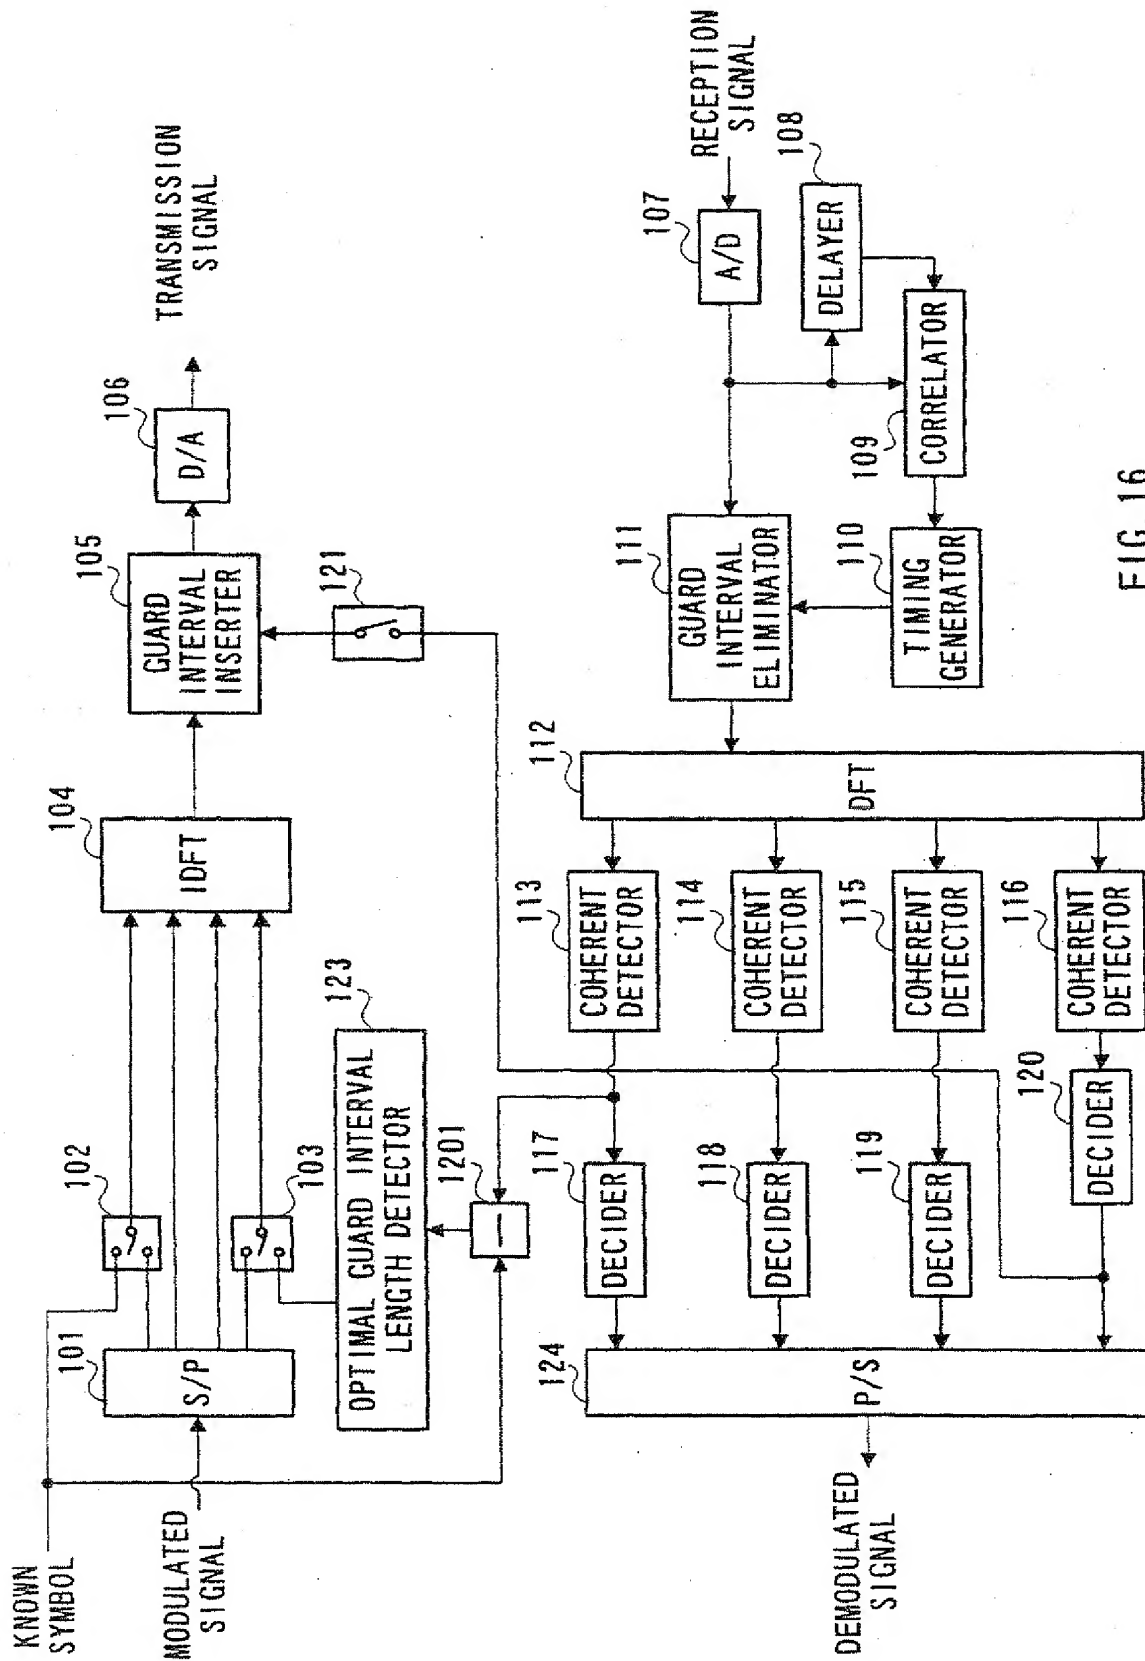 KNOWN
SYMBOL
MODULATED
SIGNAL
101
S/P
102
103
104
IDFT
105
GUARD
INTERVAL
INSERTER
106
D/A
TRANSMISSION
SIGNAL
121
123
OPTIMAL GUARD INTERVAL
LENGTH DETECTOR
1201
−
RECEPTION
SIGNAL
107
A/D
108
DELAYER
109
CORRELATOR
110
TIMING
GENERATOR
111
GUARD
INTERVAL
ELIMINATOR
112
DFT
113
COHERENT
DETECTOR
114
COHERENT
DETECTOR
115
COHERENT
DETECTOR
116
COHERENT
DETECTOR
117
DECIDER
118
DECIDER
119
DECIDER
120
DECIDER
124
P/S
DEMODULATED
SIGNAL
FIG 16